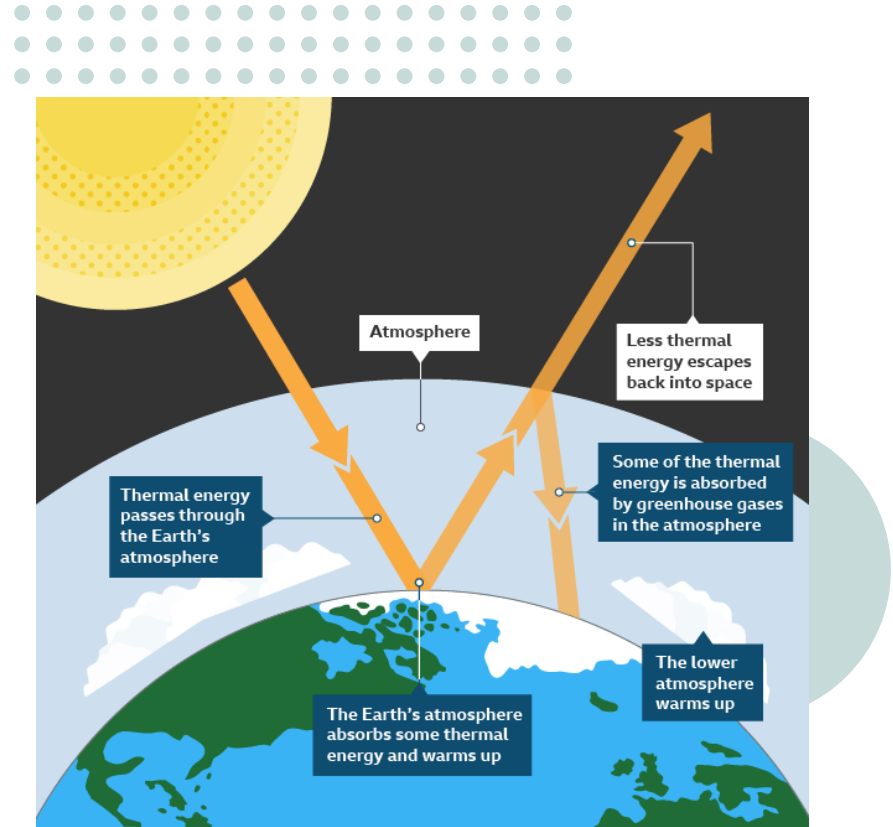 Atmosphere
Less thermal
energy escapes
back into space
Thermal energy
passes through
the Earth's
atmosphere
Some of the thermal
energy is absorbed
by greenhouse gases
in the atmosphere
The lower
atmosphere
warms up
The Earth's atmosphere
absorbs some thermal
energy and warms up